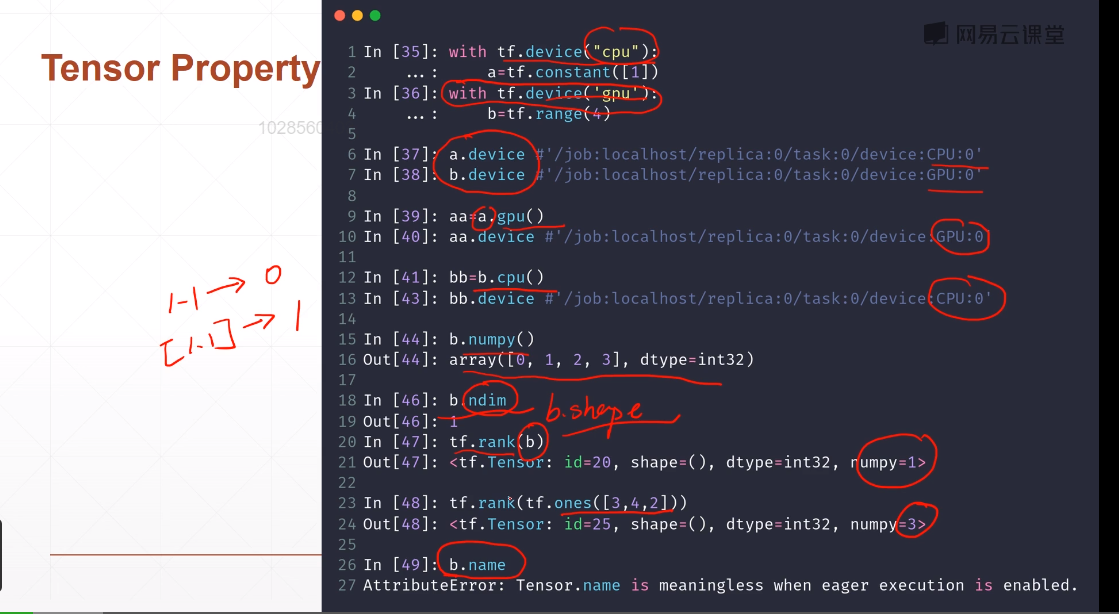 Tensor Property
网易云课堂
1028560
1 In [35]: with tf.device("cpu"):
2 ...: a=tf.constant([1])
3 In [36]: with tf.device('gpu'):
4 ...: b=tf.range(4)
5
6 In [37]: a.device #'/job:localhost/replica:0/task:0/device:CPU:0'
7 In [38]: b.device #'/job:localhost/replica:0/task:0/device:GPU:0'
8
9 In [39]: aa=a.gpu()
10 In [40]: aa.device #'/job:localhost/replica:0/task:0/device:GPU:0
11
12 In [41]: bb=b.cpu()
13 In [43]: bb.device #'/job:localhost/replica:0/task:0/device:CPU:0'
14
15 In [44]: b.numpy()
16 Out[44]: array([0, 1, 2, 3], dtype=int32)
17
18 In [46]: b.ndim
b.shape
19 Out[46]: 1
20 In [47]: tf.rank(b)
21 Out[47]: <tf.Tensor: id=20, shape=(), dtype=int32, numpy=1>
22
23 In [48]: tf.rank(tf.ones([3,4,2]))
24 Out[48]: <tf.Tensor: id=25, shape=(), dtype=int32, numpy=3>
25
26 In [49]: b.name
27 AttributeError: Tensor.name is meaningless when eager execution is enabled.
1.1 → 0
[1.1] → 1